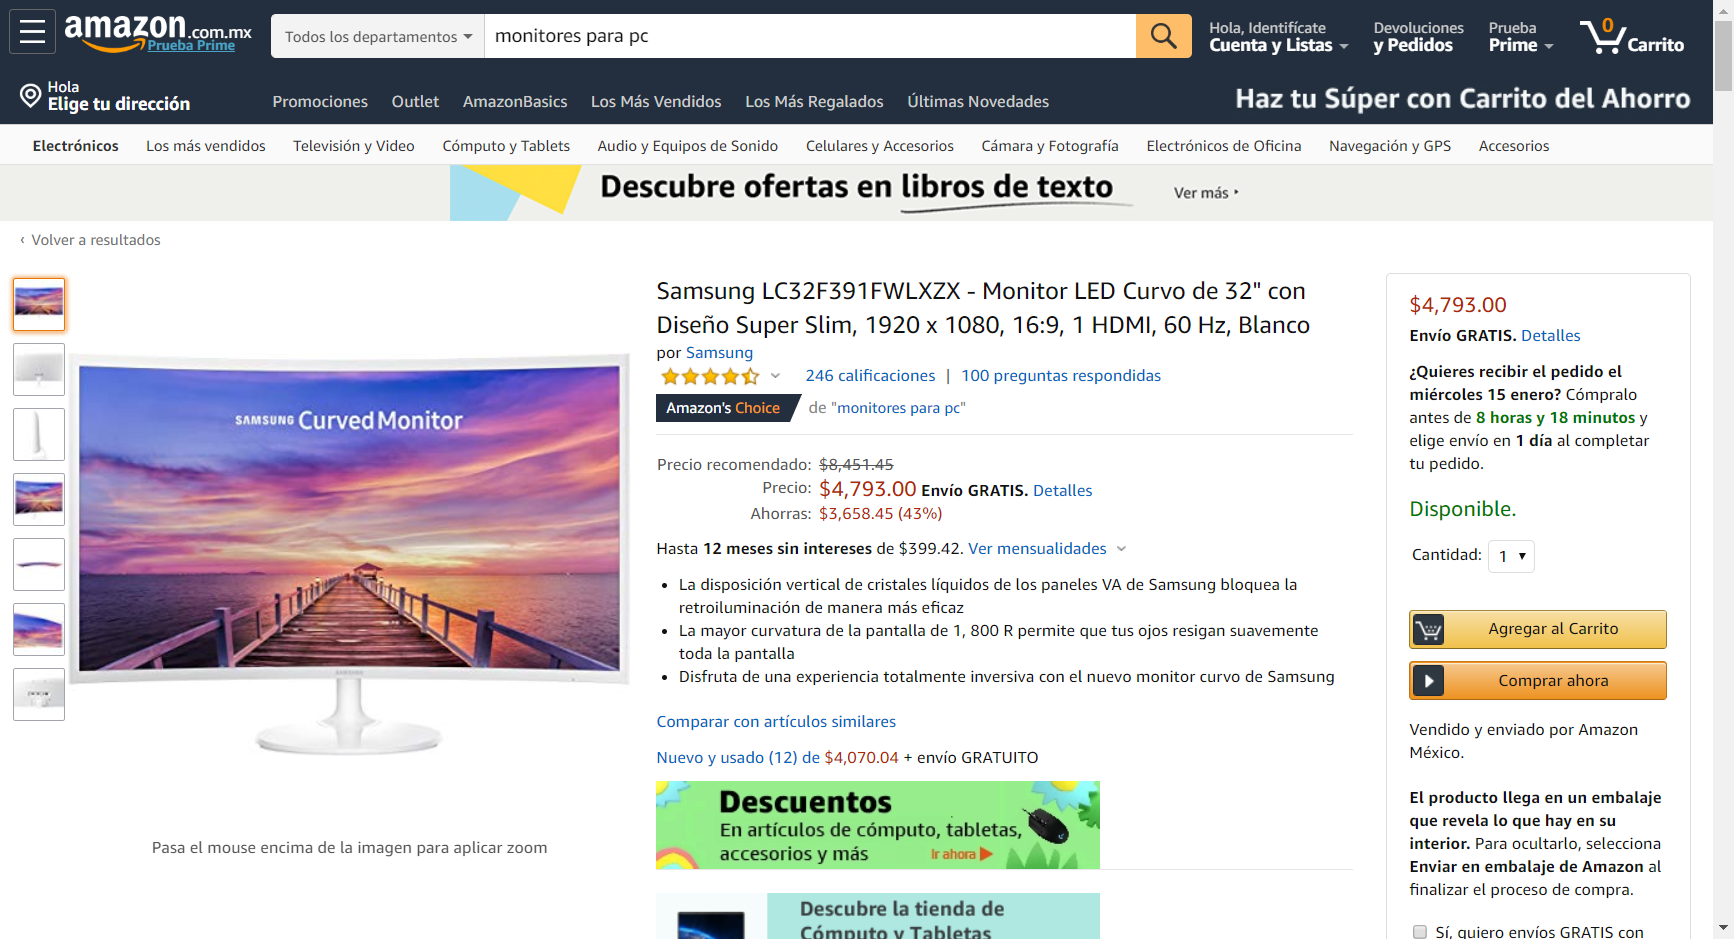 amazon.com.mx
Prueba Prime
Todos los departamentos
monitores para pc
Hola, Identifícate
Cuenta y Listas
Devoluciones
y Pedidos
Prueba
Prime
0
Carrito
Hola
Elige tu dirección
Promociones
Outlet
AmazonBasics
Los Más Vendidos
Los Más Regalados
Últimas Novedades
Haz tu Súper con Carrito del Ahorro
Electrónicos
Los más vendidos
Televisión y Video
Cómputo y Tablets
Audio y Equipos de Sonido
Celulares y Accesorios
Cámara y Fotografía
Electrónicos de Oficina
Navegación y GPS
Accesorios
Descubre ofertas en libros de texto
Ver más
‹ Volver a resultados
SAMSUNG Curved Monitor
SAMSUNG
Pasa el mouse encima de la imagen para aplicar zoom
Samsung LC32F391FWLXZX - Monitor LED Curvo de 32" con
Diseño Super Slim, 1920 x 1080, 16:9, 1 HDMI, 60 Hz, Blanco
por Samsung
246 calificaciones | 100 preguntas respondidas
Amazon's Choice de "monitores para pc"
Precio recomendado: $8,451.45
Precio: $4,793.00 Envío GRATIS. Detalles
Ahorras: $3,658.45 (43%)
Hasta 12 meses sin intereses de $399.42. Ver mensualidades
• La disposición vertical de cristales líquidos de los paneles VA de Samsung bloquea la
retroiluminación de manera más eficaz
• La mayor curvatura de la pantalla de 1, 800 R permite que tus ojos resigan suavemente
toda la pantalla
• Disfruta de una experiencia totalmente inversiva con el nuevo monitor curvo de Samsung
Comparar con artículos similares
Nuevo y usado (12) de $4,070.04 + envío GRATUITO
Descuentos
En artículos de cómputo, tabletas,
accesorios y más
Ir ahora
Descubre la tienda de
Cómputo y Tabletas
$4,793.00
Envío GRATIS. Detalles
¿Quieres recibir el pedido el
miércoles 15 enero? Cómpralo
antes de 8 horas y 18 minutos y
elige envío en 1 día al completar
tu pedido.
Disponible.
Cantidad: 1
Agregar al Carrito
Comprar ahora
Vendido y enviado por Amazon
México.
El producto llega en un embalaje
que revela lo que hay en su
interior. Para ocultarlo, selecciona
Enviar en embalaje de Amazon al
finalizar el proceso de compra.
Sí, quiero envíos GRATIS con